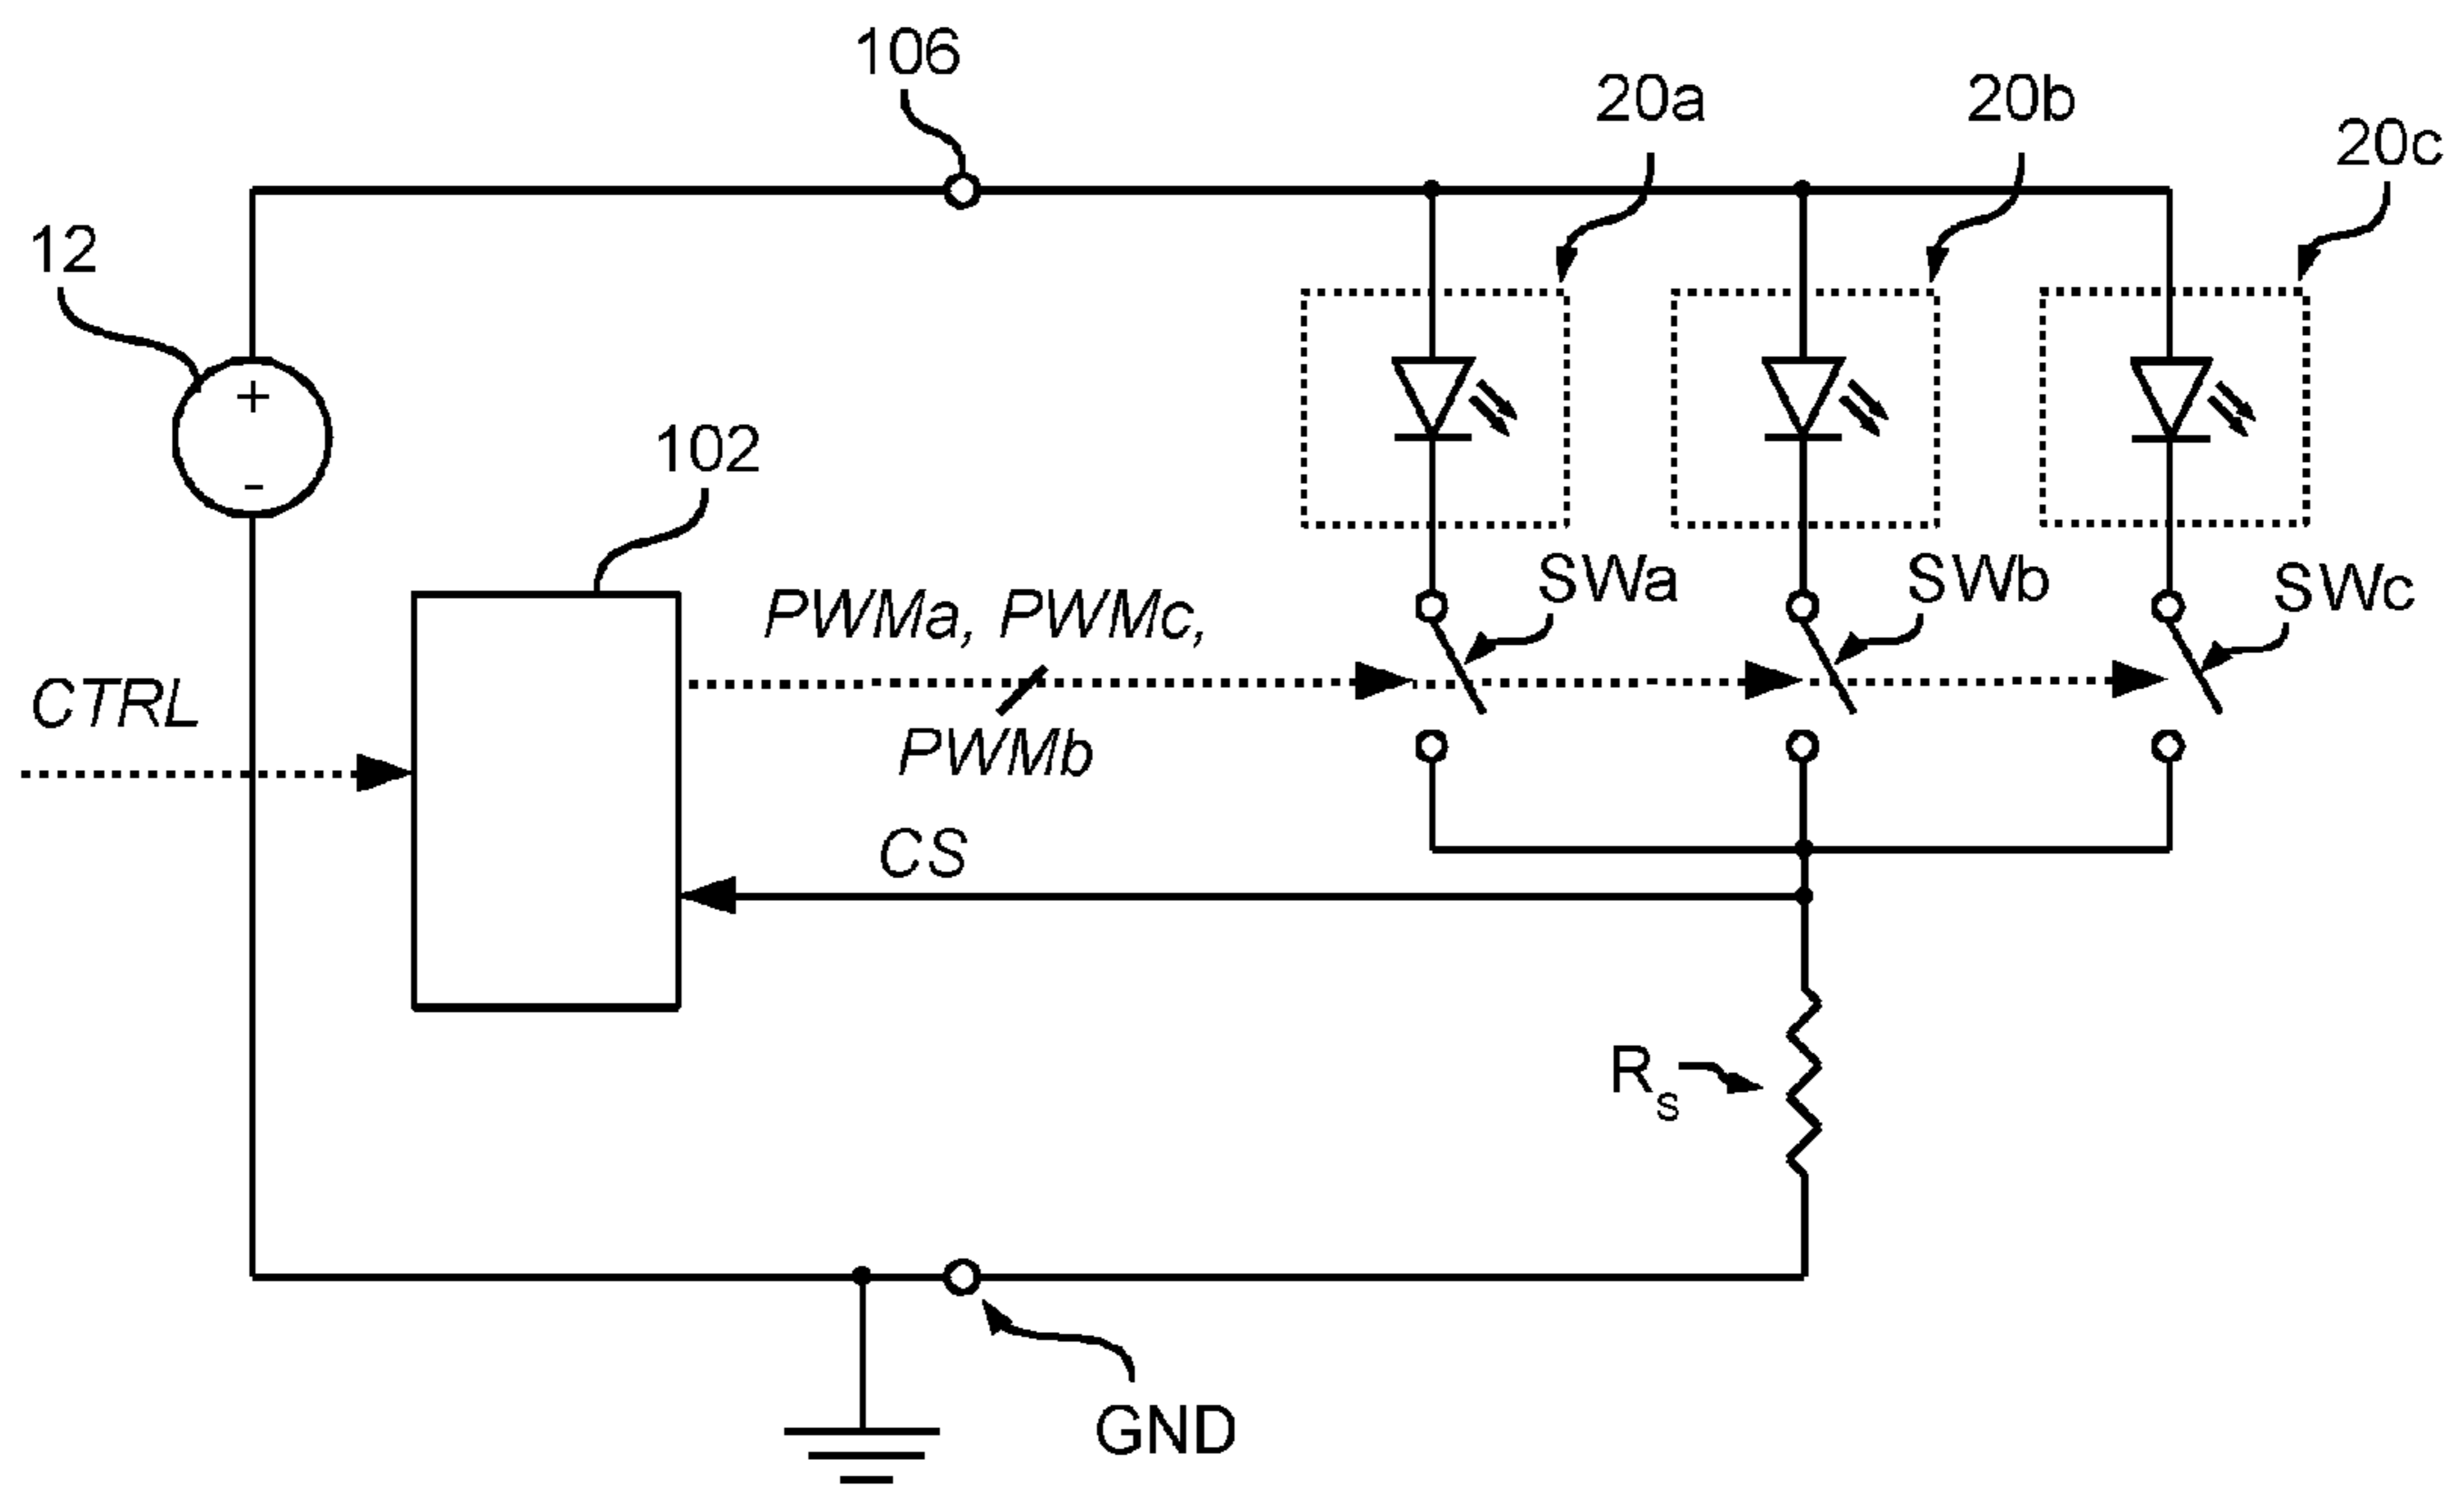 106
20a
20b
20c
12
+
-
102
SWa
SWb
SWc
PWMa, PWMc,
PWMb
CTRL
CS
Rs
GND